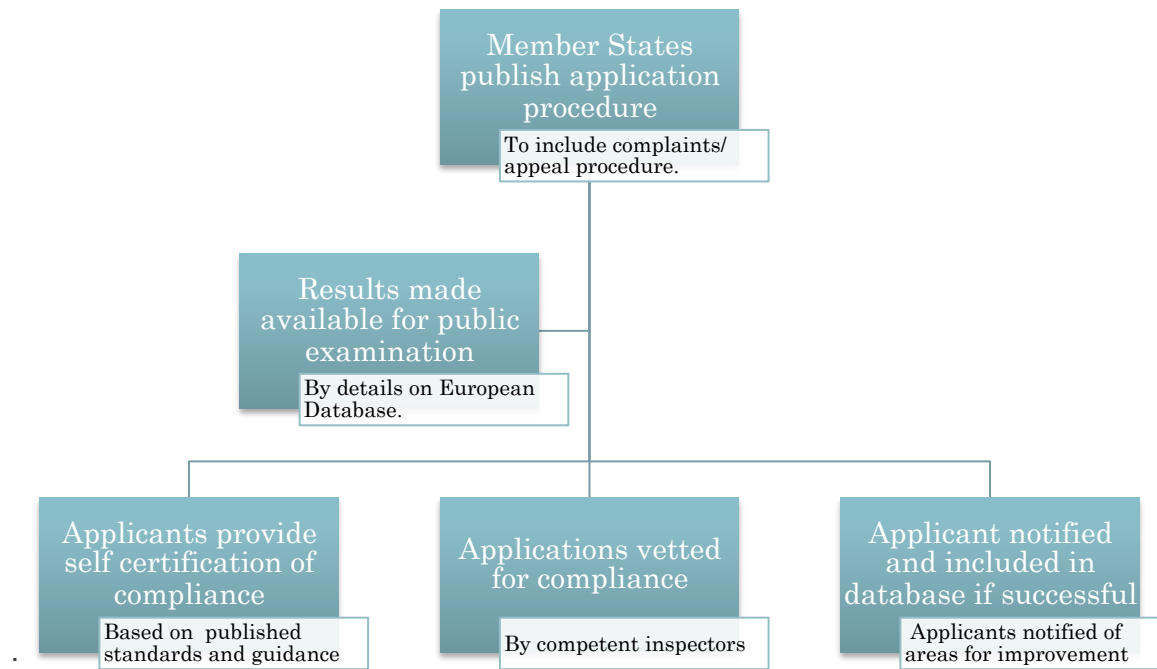 Member States
publish application
procedure
To include complaints/
appeal procedure.
Results made
available for public
examination
By details on European
Database.
Applicants provide
self certification of
compliance
Based on  published
standards and guidance
Applications vetted
for compliance
By competent inspectors
Applicant notified
and included in
database if successful
Applicants notified of
areas for improvement
.